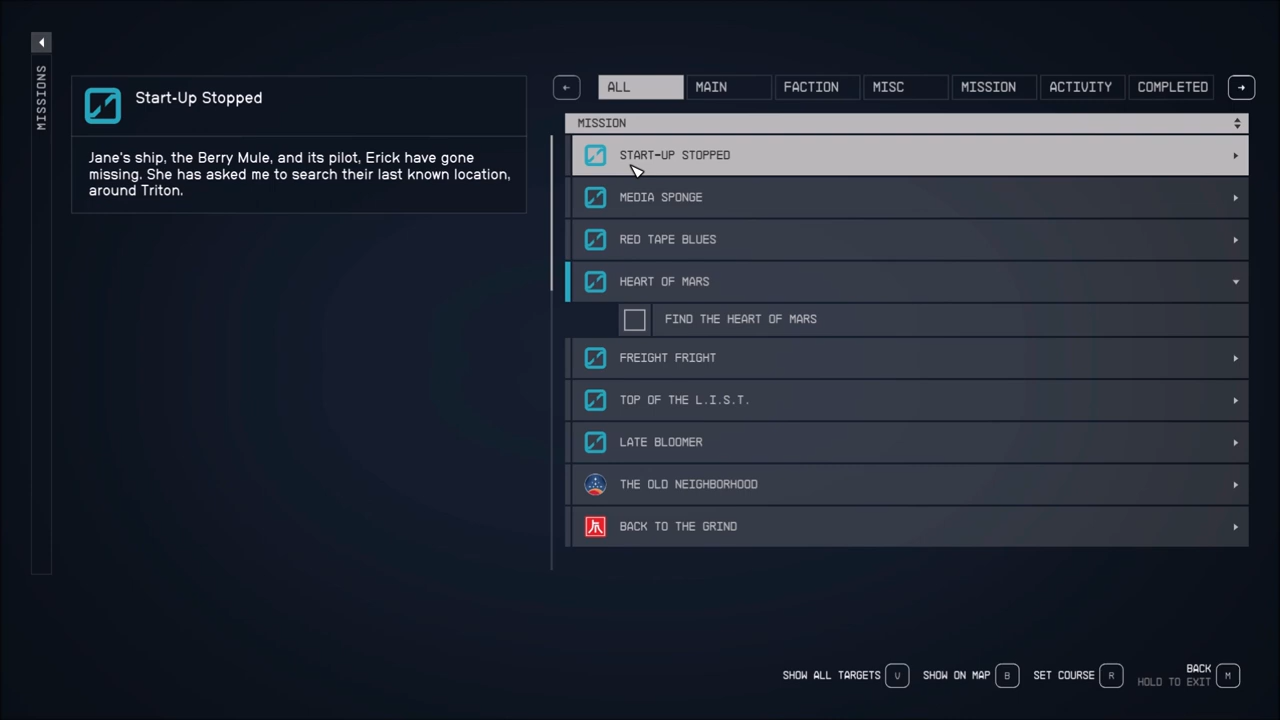 MISSIONS
Start-Up Stopped
Jane's ship, the Berry Mule, and its pilot, Erick have gone
missing. She has asked me to search their last known location,
around Triton.
ALL
MAIN
FACTION
MISC
MISSION
ACTIVITY
COMPLETED
MISSION
START-UP STOPPED
MEDIA SPONGE
RED TAPE BLUES
HEART OF MARS
FIND THE HEART OF MARS
FREIGHT FRIGHT
TOP OF THE L.I.S.T.
LATE BLOOMER
THE OLD NEIGHBORHOOD
BACK TO THE GRIND
SHOW ALL TARGETS V
SHOW ON MAP B
SET COURSE R
BACK M
HOLD TO EXIT